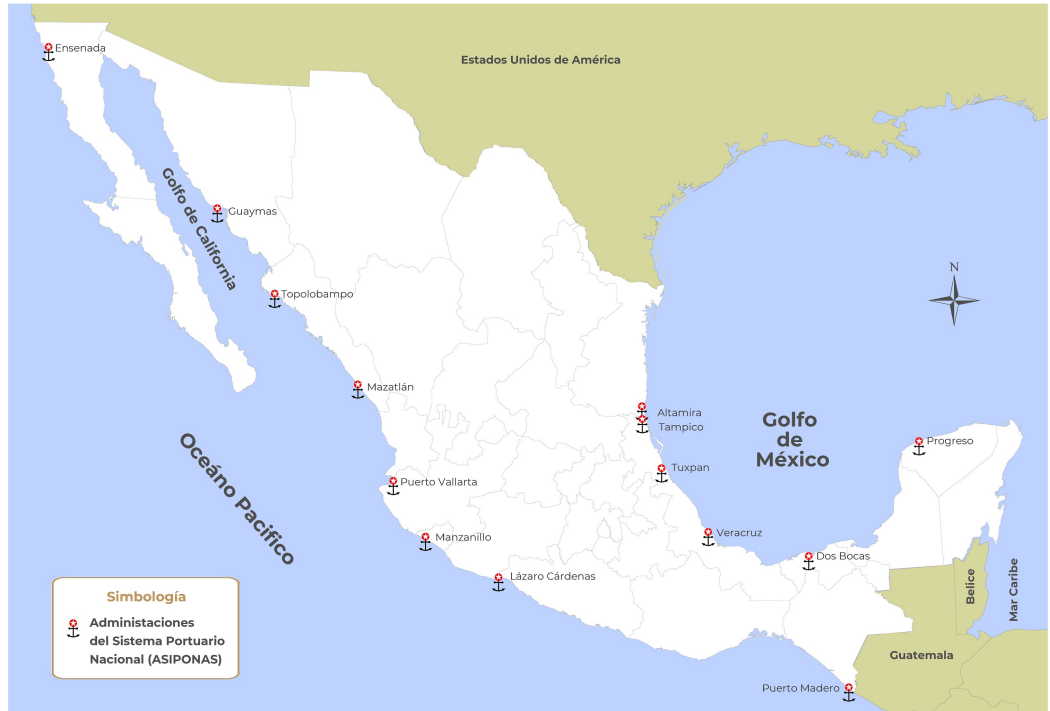 Ensenada
Estados Unidos de América
Golfo de California
Guaymas
N
Topolobampo
Mazatlán
Altamira
Tampico
Golfo
de
México
Progreso
Océano Pacifico
Tuxpan
Puerto Vallarta
Veracruz
Manzanillo
Dos Bocas
Lázaro Cárdenas
Belice
Mar Caribe
Simbología
Administaciones
del Sistema Portuario
Nacional (ASIPONAS)
Guatemala
Puerto Madero